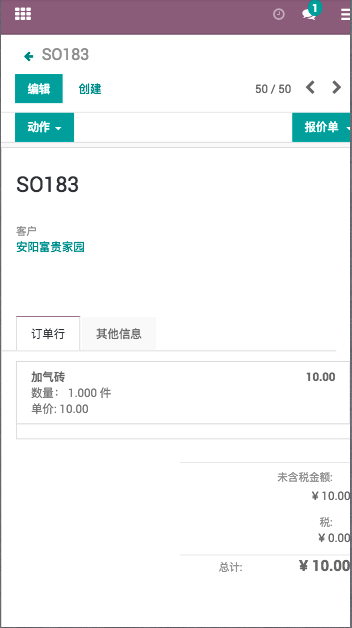 1
SO183
编辑 创建 50 / 50
动作 报价单
SO183
客户
安阳富贵家园
订单行 其他信息
加气砖 10.00
数量： 1.000 件
单价: 10.00
未含税金额:
¥ 10.00
税:
¥ 0.00
总计: ¥ 10.00